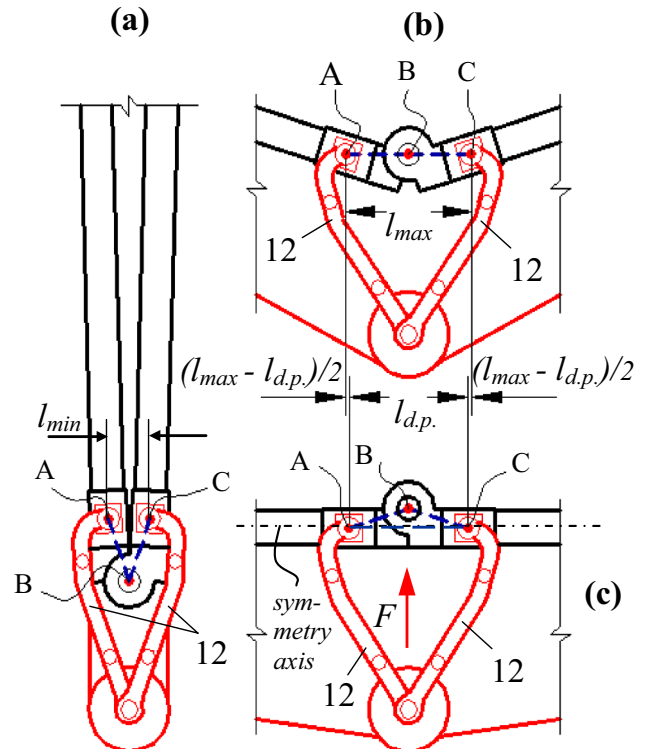 (a)
(b)
A
B
C
l_max
12
12
(l_max - l_d.p.)/2
(l_max - l_d.p.)/2
l_d.p.
l_min
A
C
B
12
A
B
C
sym-
metry
axis
F
12
12
(c)